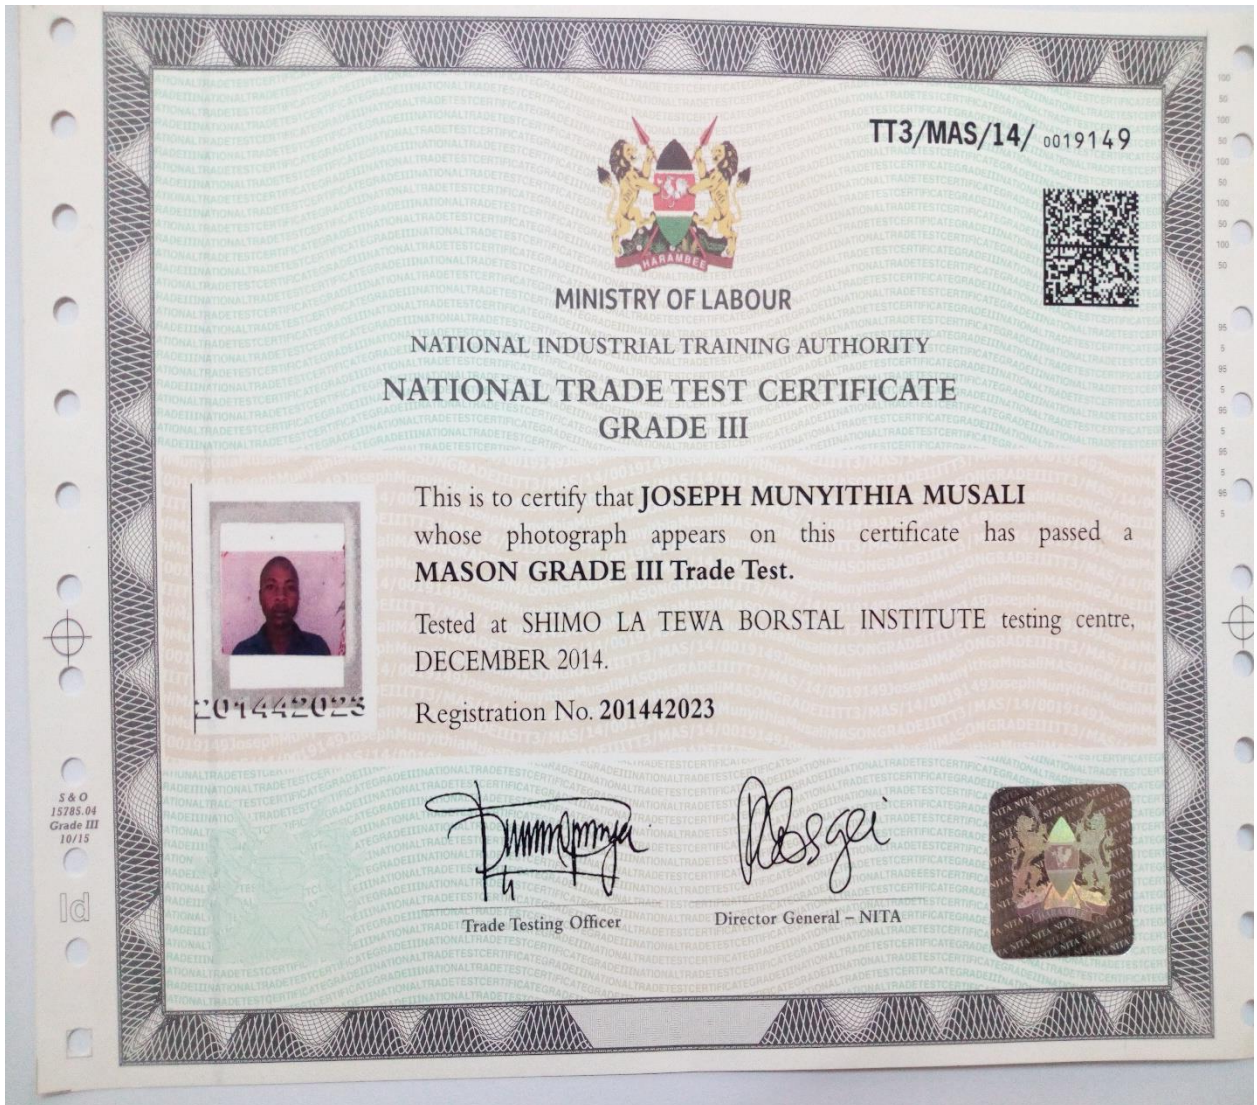 TT3/MAS/14/ 0019149
HARAMBEE
MINISTRY OF LABOUR
NATIONAL INDUSTRIAL TRAINING AUTHORITY
NATIONAL TRADE TEST CERTIFICATE
GRADE III
This is to certify that JOSEPH MUNYITHIA MUSALI
whose photograph appears on this certificate has passed a
MASON GRADE III Trade Test.
Tested at SHIMO LA TEWA BORSTAL INSTITUTE testing centre,
DECEMBER 2014.
Registration No. 201442023
201442023
S & O
15785.04
Grade III
10/15
Id
Trade Testing Officer
Director General – NITA